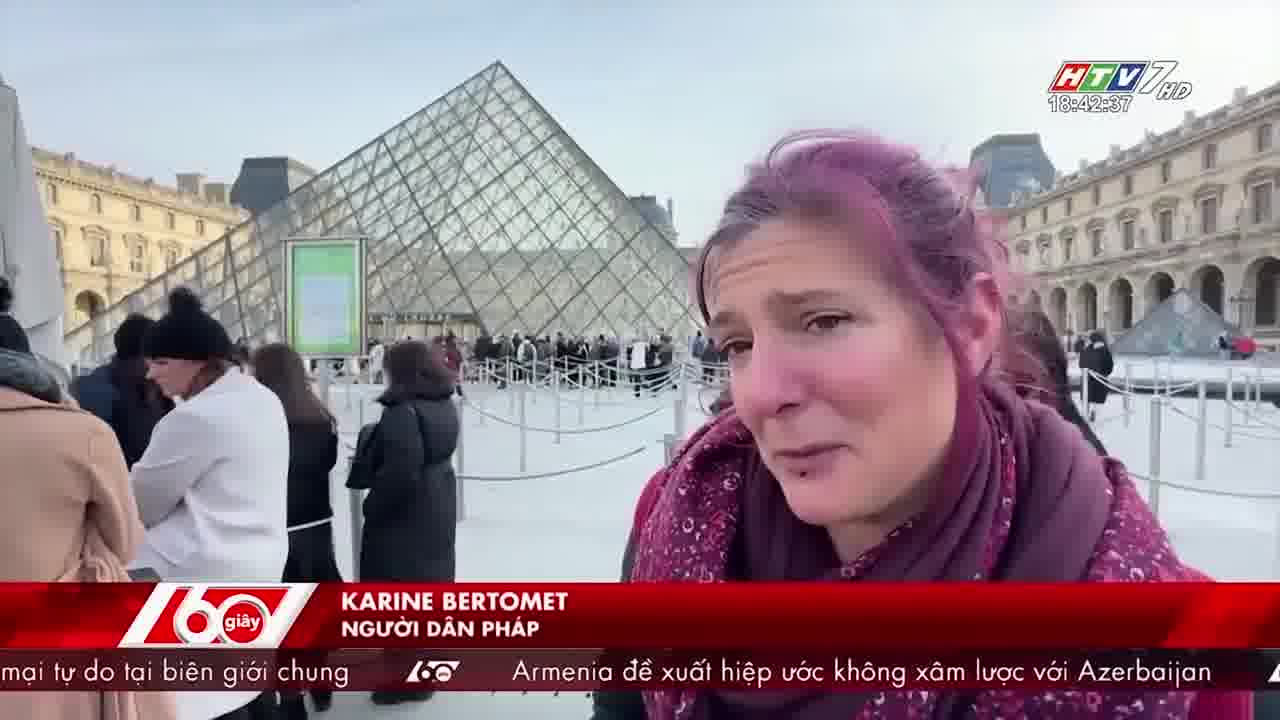 HTV7 HD
18:42:37
60 giây
KARINE BERTOMET
NGƯỜI DÂN PHÁP
mại tự do tại biên giới chung 60 Armenia đề xuất hiệp ước không xâm lược với Azerbaijan